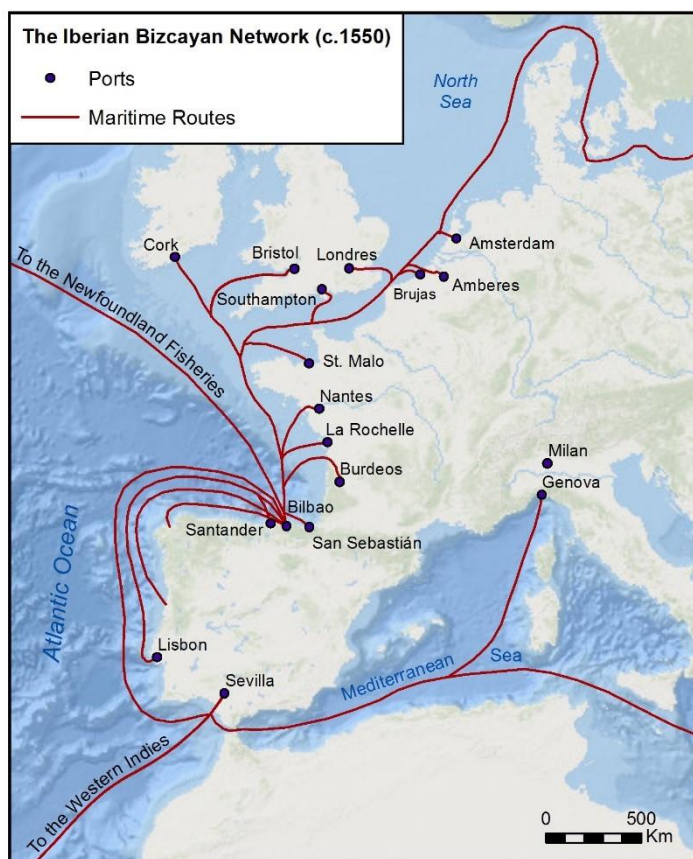 The Iberian Bizcayan Network (c.1550)
Ports
Maritime Routes
North
Sea
Cork
Bristol
Londres
Amsterdam
Southampton
Brujas
Amberes
To the Newfoundland Fisheries
St. Malo
Nantes
La Rochelle
Burdeos
Milan
Genova
Bilbao
Santander
San Sebastián
Atlantic Ocean
Lisbon
Sevilla
Mediterranean Sea
To the Western Indies
0 500
Km